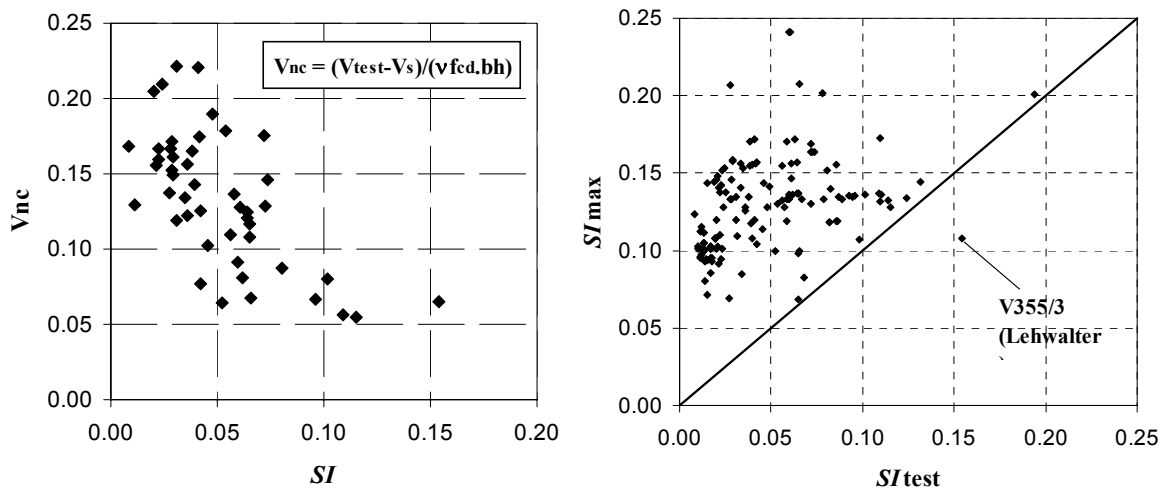 0.25
0.20
0.15
0.10
0.05
0.00
Vnc
Vnc = (Vtest-Vs)/(νfcd.bh)
0.00 0.05 0.10 0.15 0.20
SI
0.25
0.20
0.15
0.10
0.05
0.00
SI max
V355/3
(Lehwalter
0.00 0.05 0.10 0.15 0.20 0.25
SI test